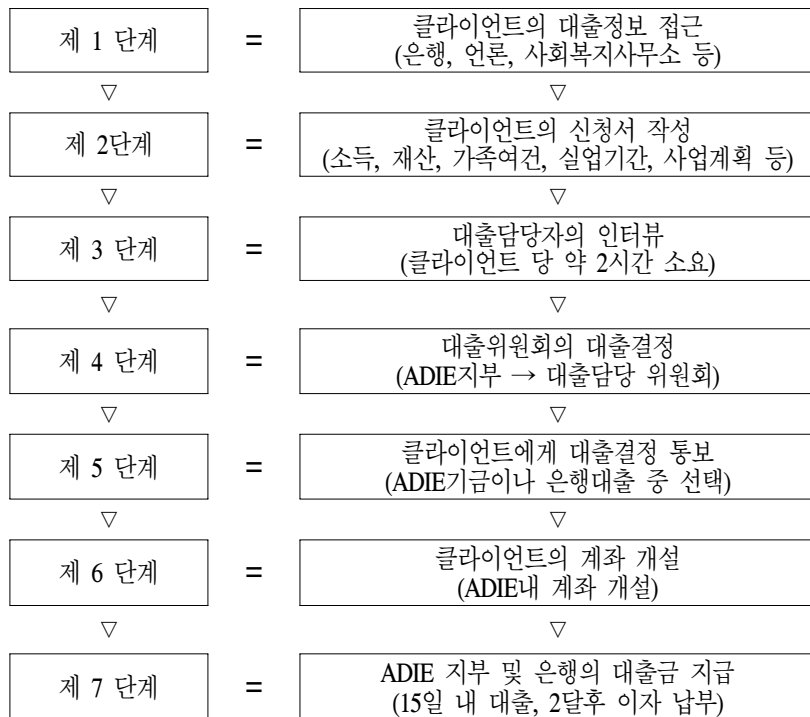 제 1 단계 = 클라이언트의 대출정보 접근
(은행, 언론, 사회복지사무소 등)
▽ ▽
제 2단계 = 클라이언트의 신청서 작성
(소득, 재산, 가족여건, 실업기간, 사업계획 등)
▽ ▽
제 3 단계 = 대출담당자의 인터뷰
(클라이언트 당 약 2시간 소요)
▽ ▽
제 4 단계 = 대출위원회의 대출결정
(ADIE지부 → 대출담당 위원회)
▽ ▽
제 5 단계 = 클라이언트에게 대출결정 통보
(ADIE기금이나 은행대출 중 선택)
▽ ▽
제 6 단계 = 클라이언트의 계좌 개설
(ADIE내 계좌 개설)
▽ ▽
제 7 단계 = ADIE 지부 및 은행의 대출금 지급
(15일 내 대출, 2달후 이자 납부)